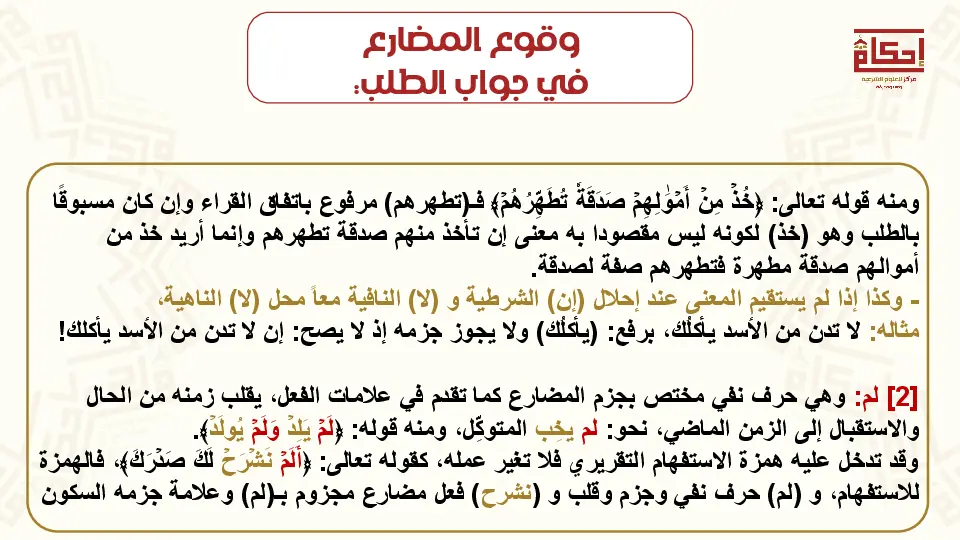 وقوع المضارع
في جواب الطلب:
إحكام
مركز للعلوم الشرعية
ومنه قوله تعالى: ﴿خُذۡ مِنۡ أَمۡوَٰلِهِمۡ صَدَقَةٗ تُطَهِّرُهُمۡ﴾ فـ(تطهرهم) مرفوع باتفاق القراء وإن كان مسبوقًا
بالطلب وهو (خذ) لكونه ليس مقصودا به معنى إن تأخذ منهم صدقة تطهرهم وإنما أريد خذ من
أموالهم صدقة مطهرة فتطهرهم صفة لصدقة.
- وكذا إذا لم يستقيم المعنى عند إحلال (إن) الشرطية و (لا) النافية معاً محل (لا) الناهية،
مثاله: لا تدن من الأسد يأكلُك، برفع: (يأكلُك) ولا يجوز جزمه إذ لا يصح: إن لا تدن من الأسد يأكلك!
[2] لم: وهي حرف نفي مختص بجزم المضارع كما تقدم في علامات الفعل، يقلب زمنه من الحال
والاستقبال إلى الزمن الماضي، نحو: لم يخِب المتوكِّل، ومنه قوله: ﴿لَمۡ يَلِدۡ وَلَمۡ يُولَدۡ﴾.
وقد تدخل عليه همزة الاستفهام التقريري فلا تغير عمله، كقوله تعالى: ﴿أَلَمۡ نَشۡرَحۡ لَكَ صَدۡرَكَ﴾، فالهمزة
للاستفهام، و (لم) حرف نفي وجزم وقلب و (نشرح) فعل مضارع مجزوم بـ(لم) وعلامة جزمه السكون